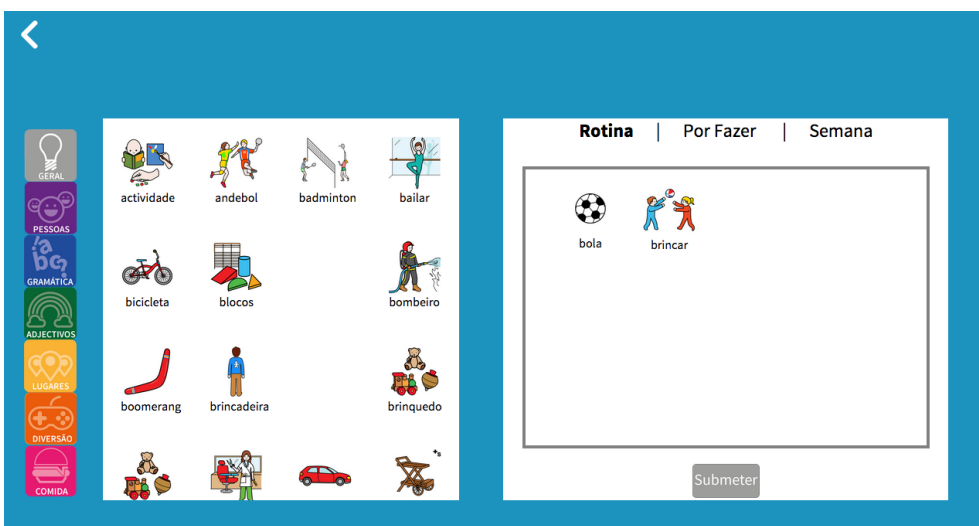 GERAL
PESSOAS
GRAMÁTICA
ADJECTIVOS
LUGARES
DIVERSÃO
COMIDA
actividade andebol badminton bailar
bicicleta blocos bombeiro
boomerang brincadeira brinquedo
+s
Rotina | Por Fazer | Semana
bola brincar
Submeter